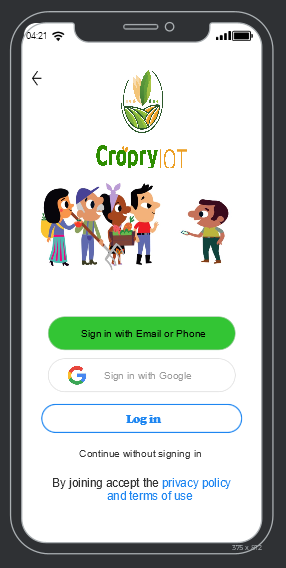 04:21
CropryIOT
Sign in with Email or Phone
Sign in with Google
Log in
Continue without signing in
By joining accept the privacy policy
and terms of use
375 x 812